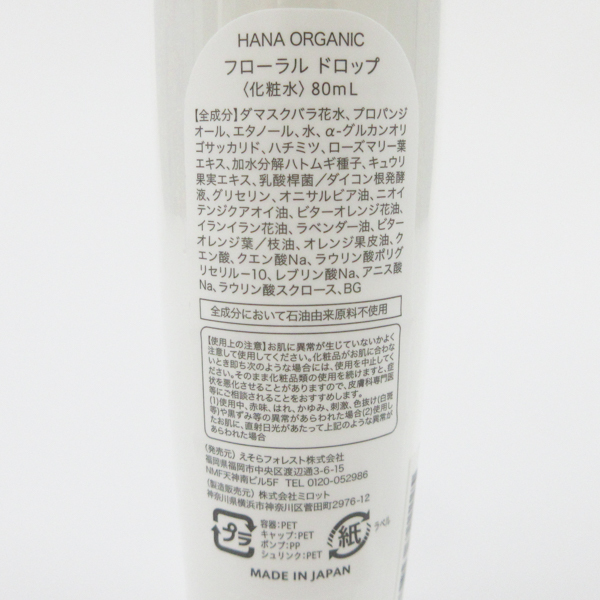 HANA ORGANIC
フローラル ドロップ
〈化粧水〉80mL
【全成分】ダマスクバラ花水、プロパンジ
オール、エタノール、水、α-グルカンオリ
ゴサッカリド、ハチミツ、ローズマリー葉
エキス、加水分解ハトムギ種子、キュウリ
果実エキス、乳酸桿菌/ダイコン根発酵
液、グリセリン、オニサルビア油、ニオイ
テンジクアオイ油、ビターオレンジ花油、
イランイラン花油、ラベンダー油、ビター
オレンジ葉/枝油、オレンジ果皮油、ク
エン酸、クエン酸Na、ラウリン酸ポリグ
リセリル-10、レブリン酸Na、アニス酸
Na、ラウリン酸スクロース、BG
全成分において石油由来原料不使用
【使用上の注意】お肌に異常が生じていないかよく
注意して使用してください。化粧品がお肌に合わな
いとき即ち次のような場合には、使用を中止してく
ださい。そのまま化粧品類の使用を続けますと、症
状を悪化させることがありますので、皮膚科専門医
等にご相談されることをおすすめします。
(1)使用中、赤味、はれ、かゆみ、刺激、色抜け(白斑
等)や黒ずみ等の異常があらわれた場合(2)使用し
たお肌に、直射日光があたって上記のような異常が
あらわれた場合
(発売元) えそらフォレスト株式会社
福岡県福岡市中央区渡辺通3-6-15
NMF天神南ビル5F TEL 0120-052986
(製造販売元) 株式会社ミロット
神奈川県横浜市神奈川区菅田町2976-12
プラ
容器:PET
キャップ:PET
ポンプ:PP
シュリンク:PET
紙
ラベル
MADE IN JAPAN